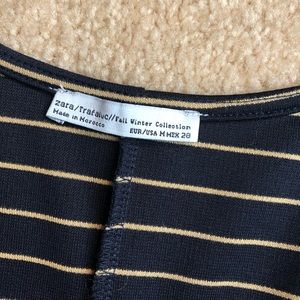 Zara/Trafaluc//Fall Winter Collection
Made in Morocco
EUR/USA M MEX 28